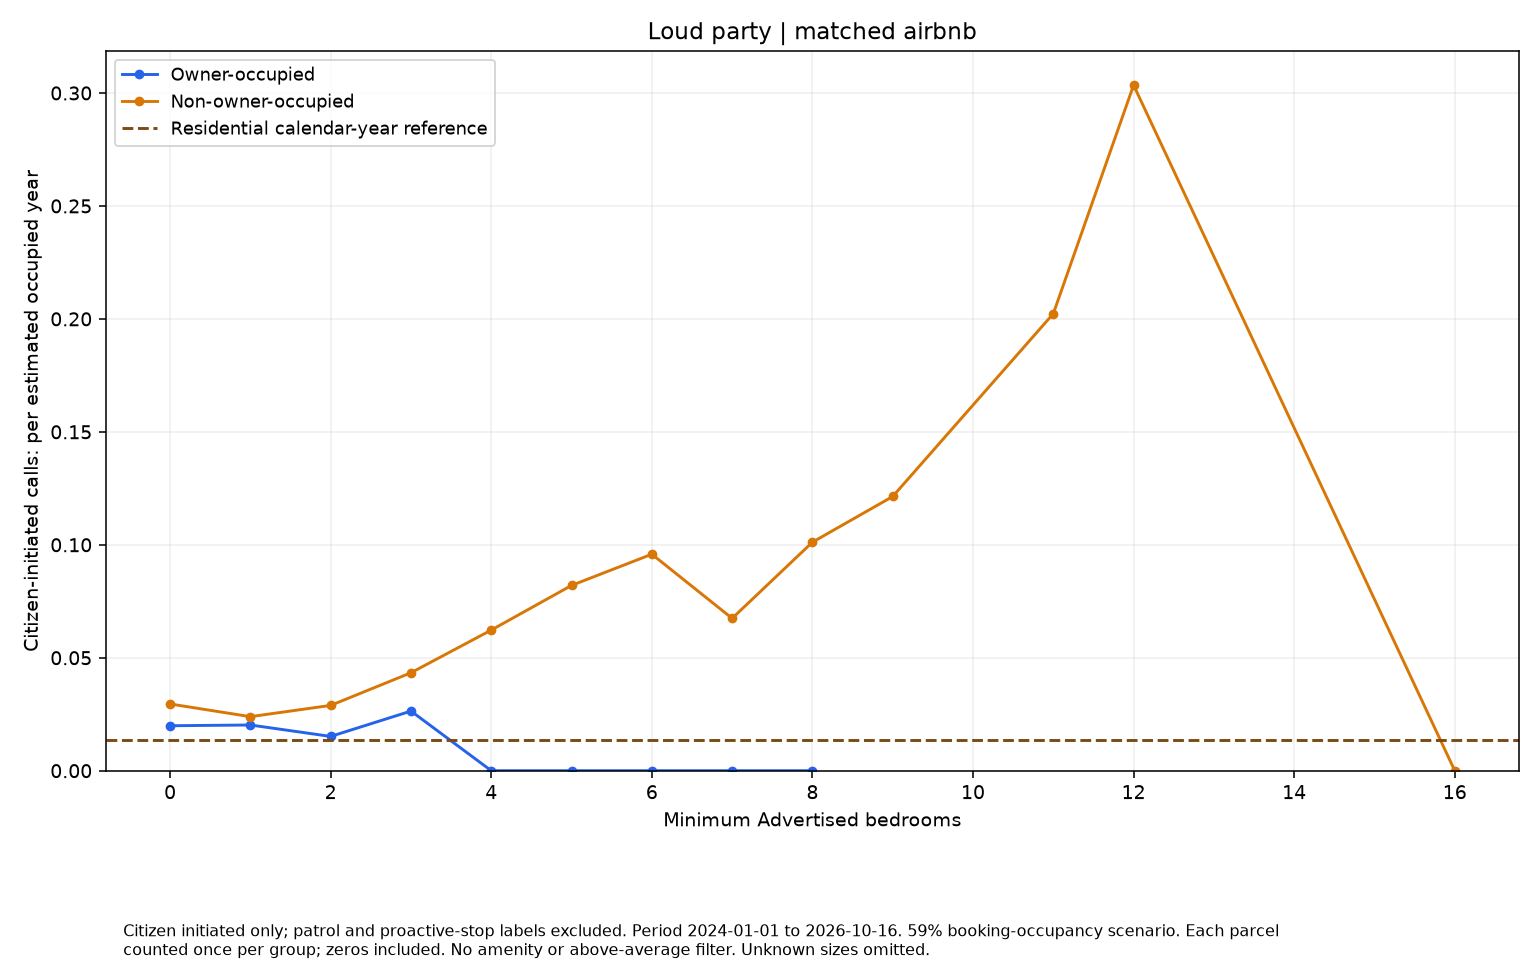 Loud party | matched airbnb
Owner-occupied
Non-owner-occupied
Residential calendar-year reference
Citizen-initiated calls: per estimated occupied year
0.30
0.25
0.20
0.15
0.10
0.05
0.00
0 2 4 6 8 10 12 14 16
Minimum Advertised bedrooms
Citizen initiated only; patrol and proactive-stop labels excluded. Period 2024-01-01 to 2026-10-16. 59% booking-occupancy scenario. Each parcel
counted once per group; zeros included. No amenity or above-average filter. Unknown sizes omitted.